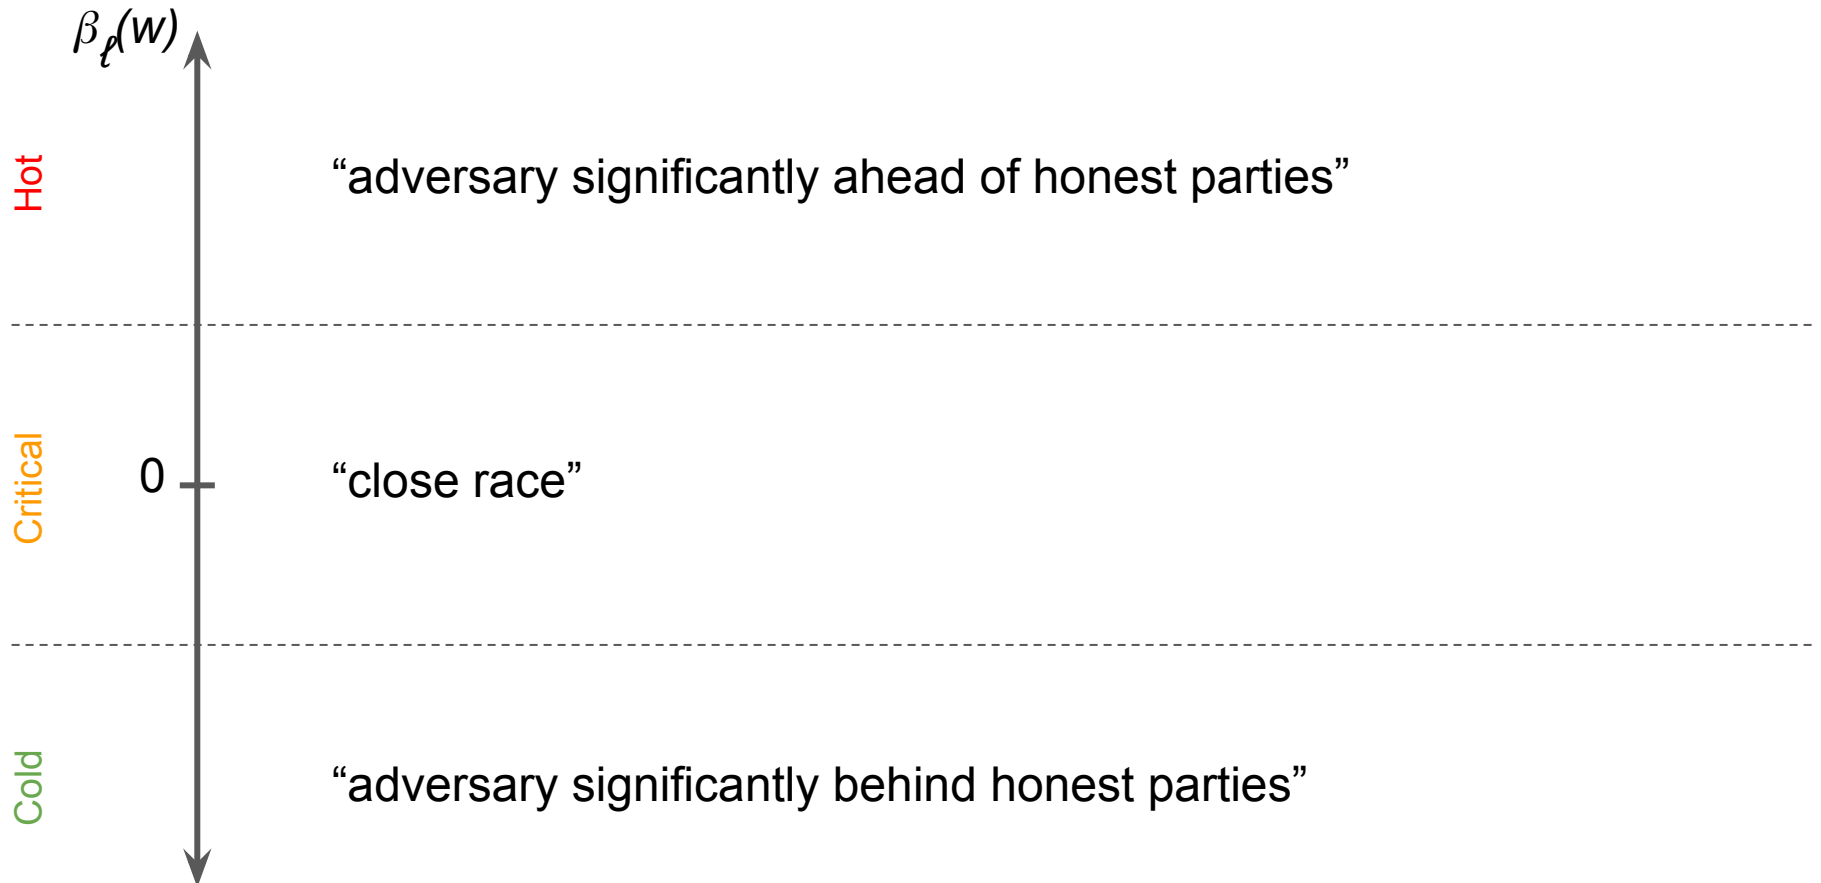 βℓ(w)
Hot
“adversary significantly ahead of honest parties”
Critical
0
“close race”
Cold
“adversary significantly behind honest parties”